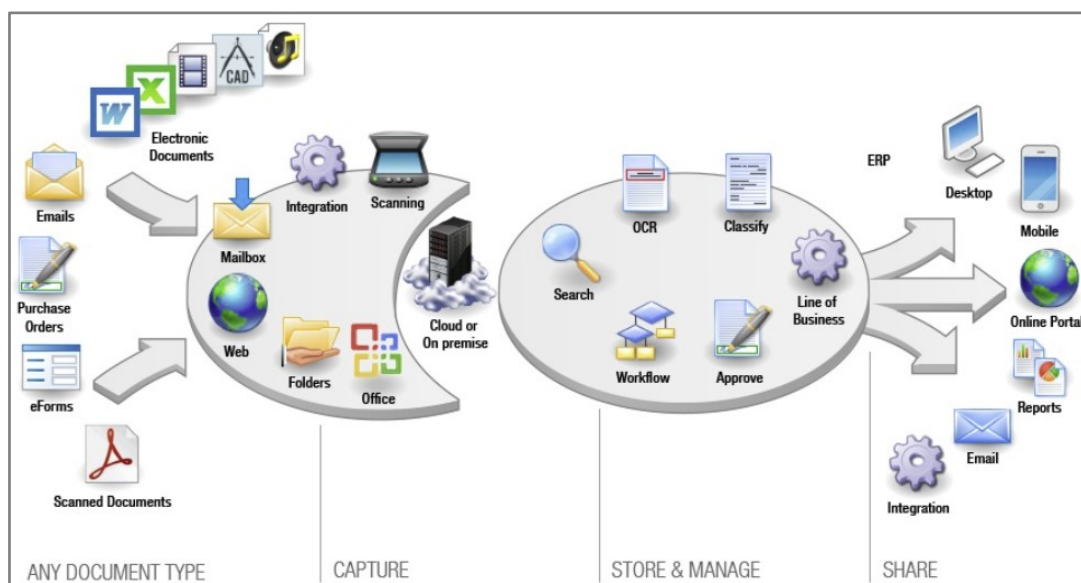 W
X
CAD
Electronic
Documents
Emails
Purchase
Orders
eForms
Scanned Documents
Integration
Scanning
Mailbox
Web
Folders
Office
Cloud or
On premise
OCR
Classify
Search
Line of
Business
Workflow
Approve
ERP
Desktop
Mobile
Online Portal
Reports
Email
Integration
ANY DOCUMENT TYPE
CAPTURE
STORE & MANAGE
SHARE